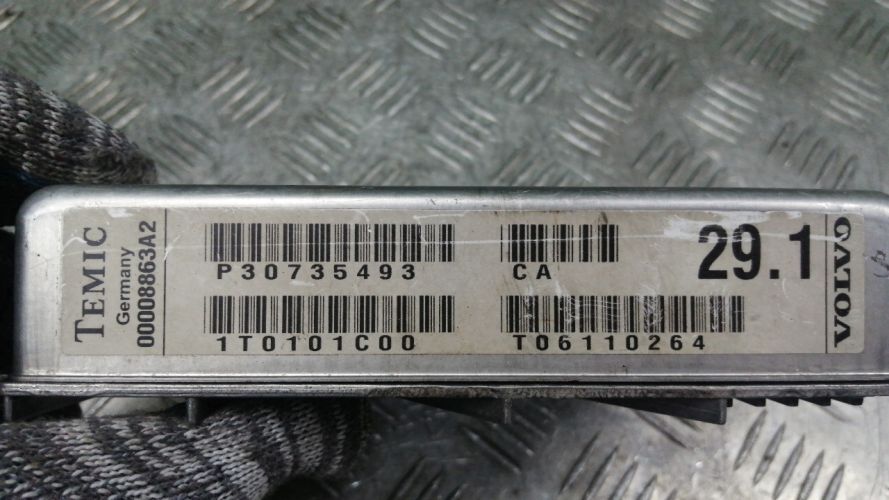 TEMIC
Germany
00008863A2
P30735493
CA
1T0101C00
T06110264
29.1
VOLVO